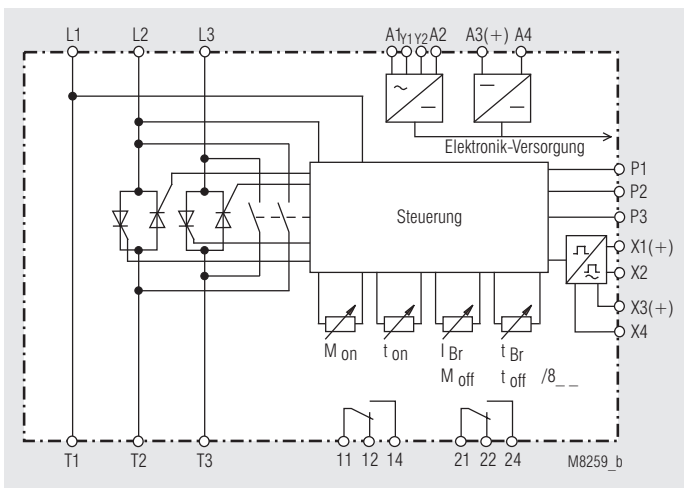 L1 L2 L3 A1 Y1 Y2 A2 A3(+) A4
Elektronik-Versorgung
P1
P2
Steuerung P3
X1(+)
X2
X3(+)
X4
M on t on I Br t Br
M off t off /8_ _
T1 T2 T3 11 12 14 21 22 24 M8259_b